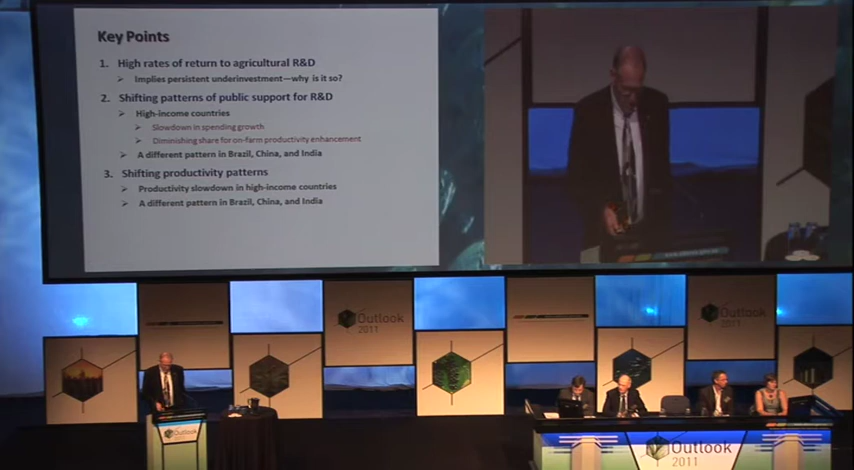 Key Points
1. High rates of return to agricultural R&D
Implies persistent underinvestment—why is it so?
2. Shifting patterns of public support for R&D
High-income countries
Slowdown in spending growth
Diminishing share for on-farm productivity enhancement
A different pattern in Brazil, China, and India
3. Shifting productivity patterns
Productivity slowdown in high-income countries
A different pattern in Brazil, China, and India
Outlook
2011
Outlook
2011
Outlook
Outlook
2011